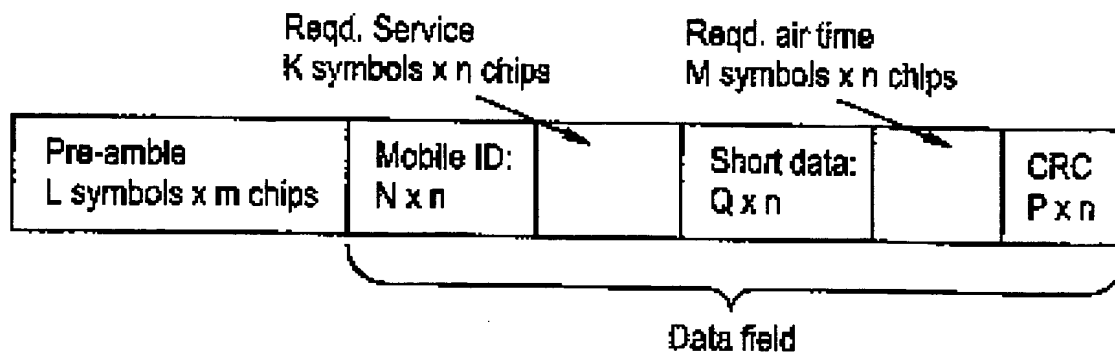 Reqd. Service
K symbols x n chips
Reqd. air time
M symbols x n chips
Pre-amble
L symbols x m chips
Mobile ID:
N x n
Short data:
Q x n
CRC
P x n
Data field